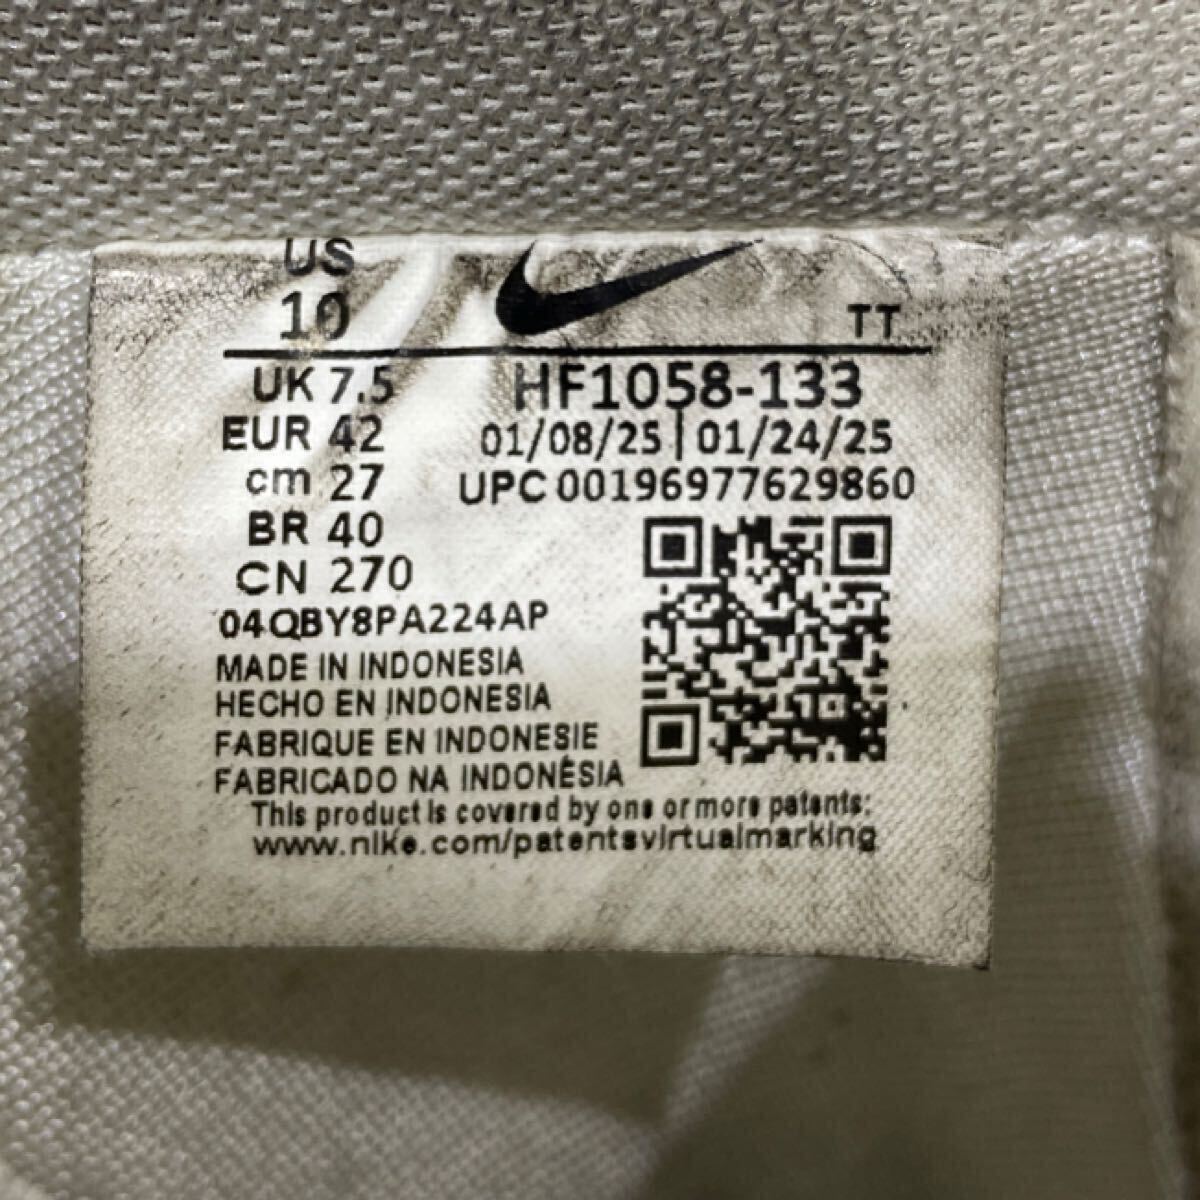 US
10
TT
UK 7.5
HF1058-133
EUR 42
01/08/25 | 01/24/25
cm 27
UPC 00196977629860
BR 40
CN 270
04QBY8PA224AP
MADE IN INDONESIA
HECHO EN INDONESIA
FABRIQUE EN INDONESIE
FABRICADO NA INDONÉSIA
This product is covered by one or more patents:
www.nike.com/patentsvirtualmarking